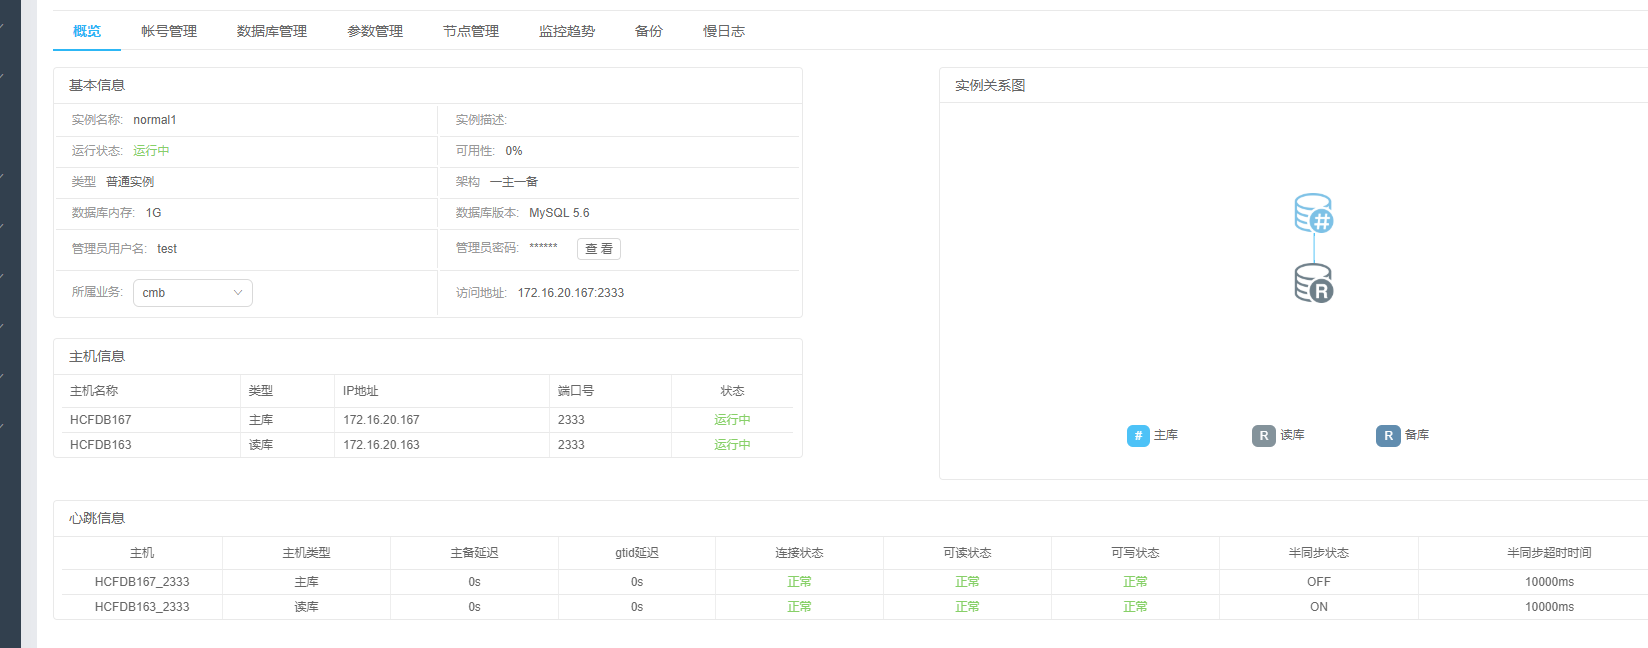 概览 帐号管理 数据库管理 参数管理 节点管理 监控趋势 备份 慢日志
基本信息
实例名称: normal1 实例描述:
运行状态: 运行中 可用性: 0%
类型 普通实例 架构 一主一备
数据库内存: 1G 数据库版本: MySQL 5.6
管理员用户名: test 管理员密码: ****** 查 看
所属业务: cmb 访问地址: 172.16.20.167:2333
主机信息
主机名称 类型 IP地址 端口号 状态
HCFDB167 主库 172.16.20.167 2333 运行中
HCFDB163 读库 172.16.20.163 2333 运行中
实例关系图
#
R
# 主库 R 读库 R 备库
心跳信息
主机 主机类型 主备延迟 gtid延迟 连接状态 可读状态 可写状态 半同步状态 半同步超时时间
HCFDB167_2333 主库 0s 0s 正常 正常 正常 OFF 10000ms
HCFDB163_2333 读库 0s 0s 正常 正常 正常 ON 10000ms